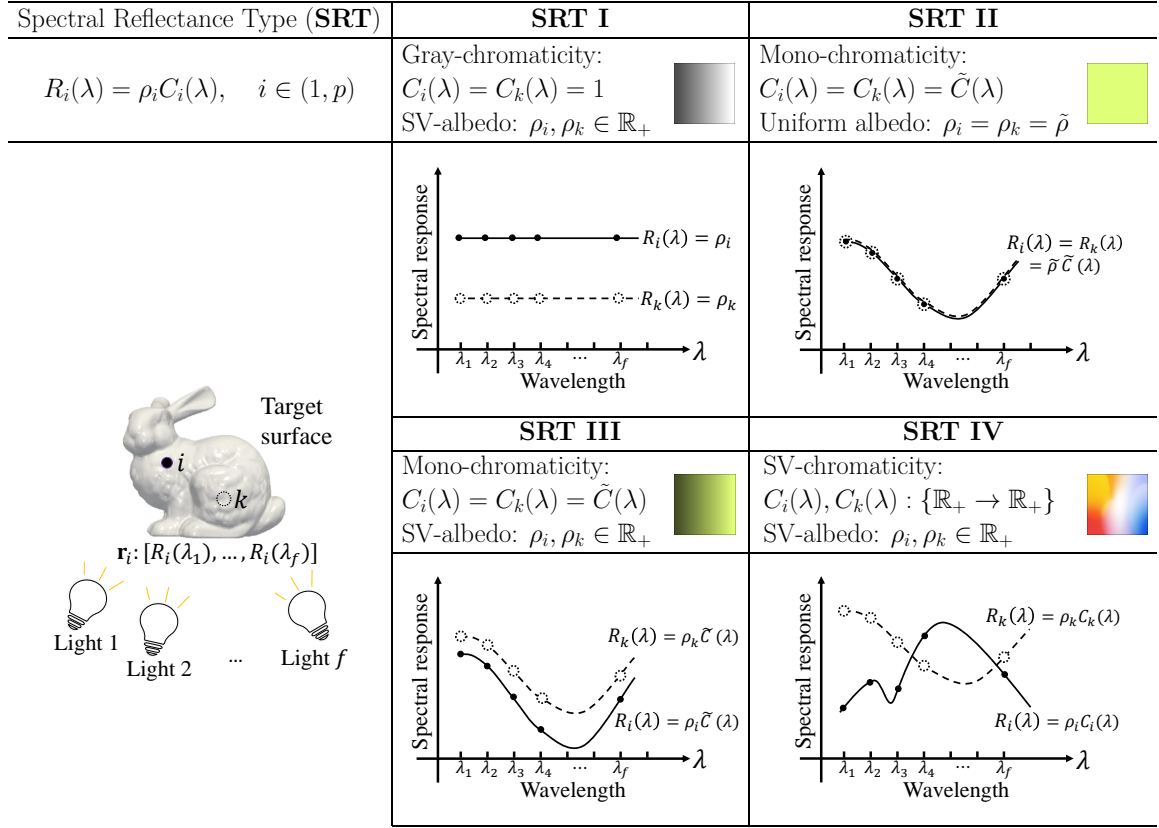 Spectral Reflectance Type (SRT)
SRT I
SRT II
R_i(λ) = ρ_i C_i(λ), i ∈ (1, p)
Gray-chromaticity:
C_i(λ) = C_k(λ) = 1
SV-albedo: ρ_i, ρ_k ∈ ℝ_+
Mono-chromaticity:
C_i(λ) = C_k(λ) = C̃(λ)
Uniform albedo: ρ_i = ρ_k = ρ̃
Spectral response
R_i(λ) = ρ_i
R_k(λ) = ρ_k
λ_1 λ_2 λ_3 λ_4 ... λ_f λ
Wavelength
Spectral response
R_i(λ) = R_k(λ)
= ρ̃ C̃(λ)
λ_1 λ_2 λ_3 λ_4 ... λ_f λ
Wavelength
Target
surface
i
k
r_i: [R_i(λ_1), ..., R_i(λ_f)]
Light 1
Light 2
...
Light f
SRT III
SRT IV
Mono-chromaticity:
C_i(λ) = C_k(λ) = C̃(λ)
SV-albedo: ρ_i, ρ_k ∈ ℝ_+
SV-chromaticity:
C_i(λ), C_k(λ) : {ℝ_+ → ℝ_+}
SV-albedo: ρ_i, ρ_k ∈ ℝ_+
Spectral response
R_k(λ) = ρ_k C̃(λ)
R_i(λ) = ρ_i C̃(λ)
λ_1 λ_2 λ_3 λ_4 ... λ_f λ
Wavelength
Spectral response
R_k(λ) = ρ_k C_k(λ)
R_i(λ) = ρ_i C_i(λ)
λ_1 λ_2 λ_3 λ_4 ... λ_f λ
Wavelength